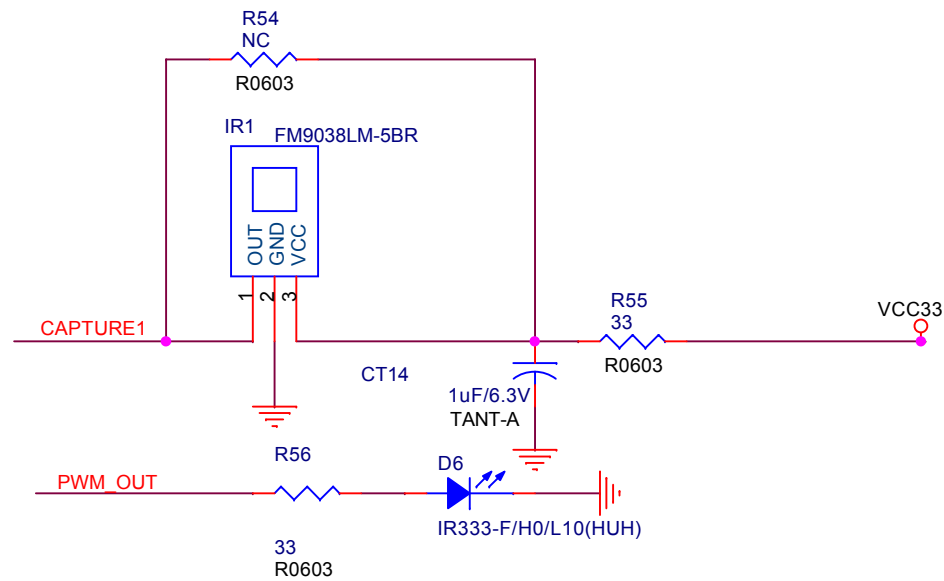 R54
NC
R0603
IR1
FM9038LM-5BR
OUT
GND
VCC
1
2
3
CAPTURE1
R55
33
R0603
VCC33
CT14
1uF/6.3V
TANT-A
R56
PWM_OUT
33
R0603
D6
IR333-F/H0/L10(HUH)